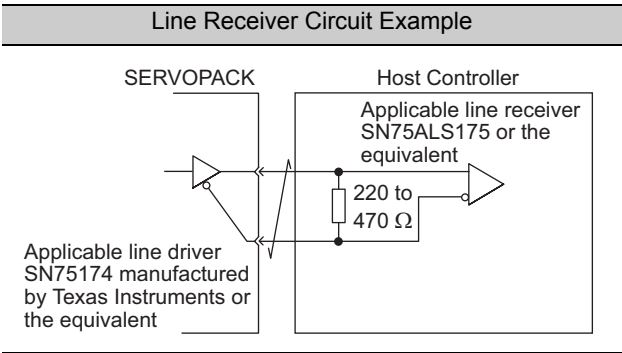 Line Receiver Circuit Example
SERVOPACK
Host Controller
Applicable line receiver
SN75ALS175 or the
equivalent
220 to
470 Ω
Applicable line driver
SN75174 manufactured
by Texas Instruments or
the equivalent